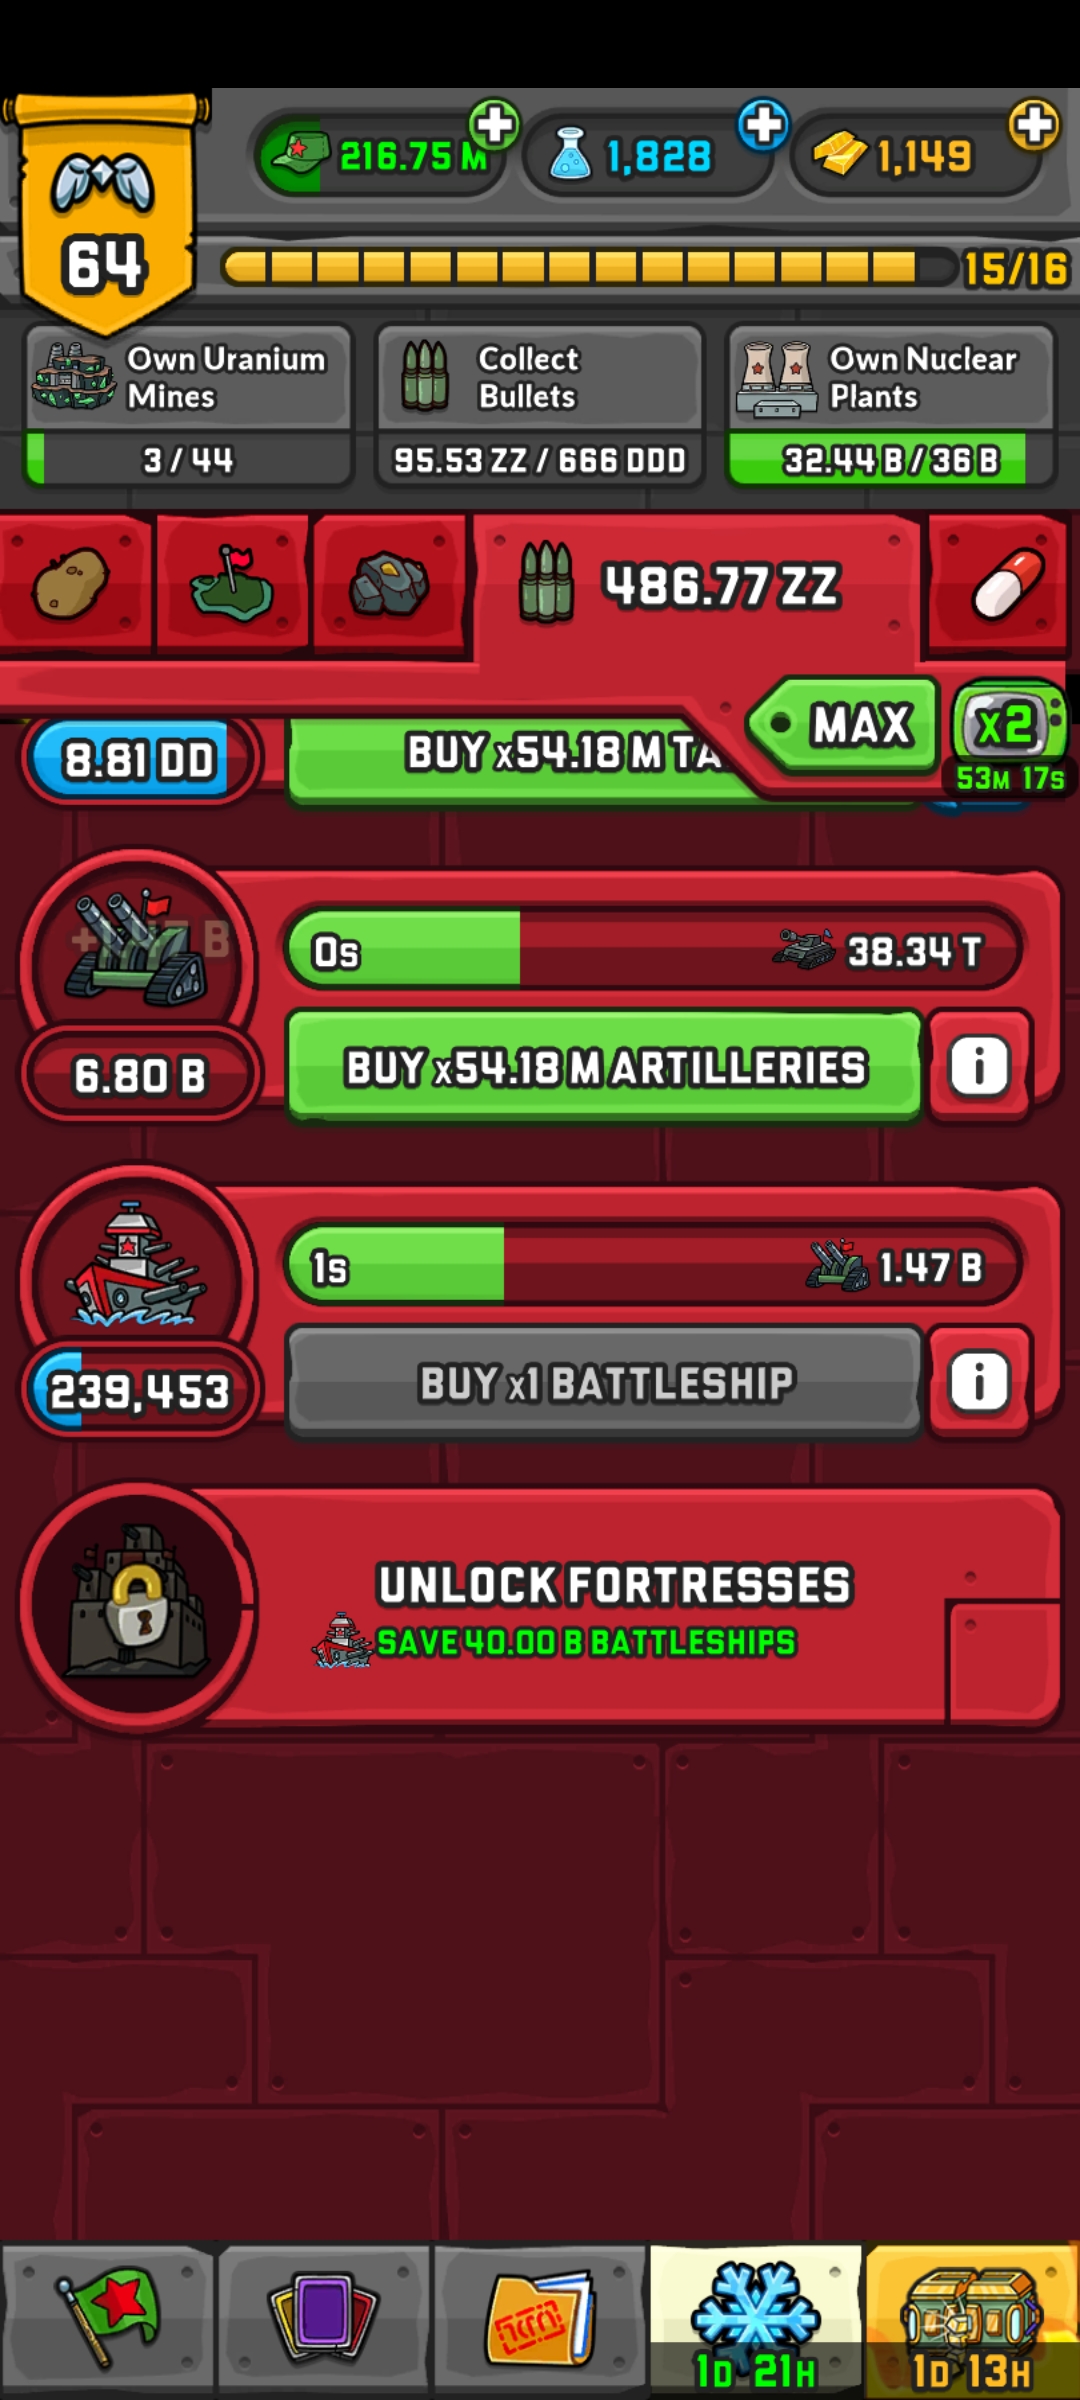 216.75 M
1,828
1,149
64
15/16
Own Uranium
Mines
3 / 44
Collect
Bullets
95.53 ZZ / 666 DDD
Own Nuclear
Plants
32.44 B / 36 B
486.77 ZZ
MAX
x2
53M 17S
8.81 DD
BUY x54.18 M TA
0s
38.34 T
6.80 B
BUY x54.18 M ARTILLERIES
i
1s
1.47 B
239,453
BUY x1 BATTLESHIP
i
UNLOCK FORTRESSES
SAVE 40.00 B BATTLESHIPS
1D 21H
1D 13H